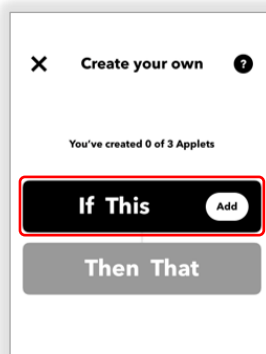 Create your own ?
You've created 0 of 3 Applets
If This Add
Then That